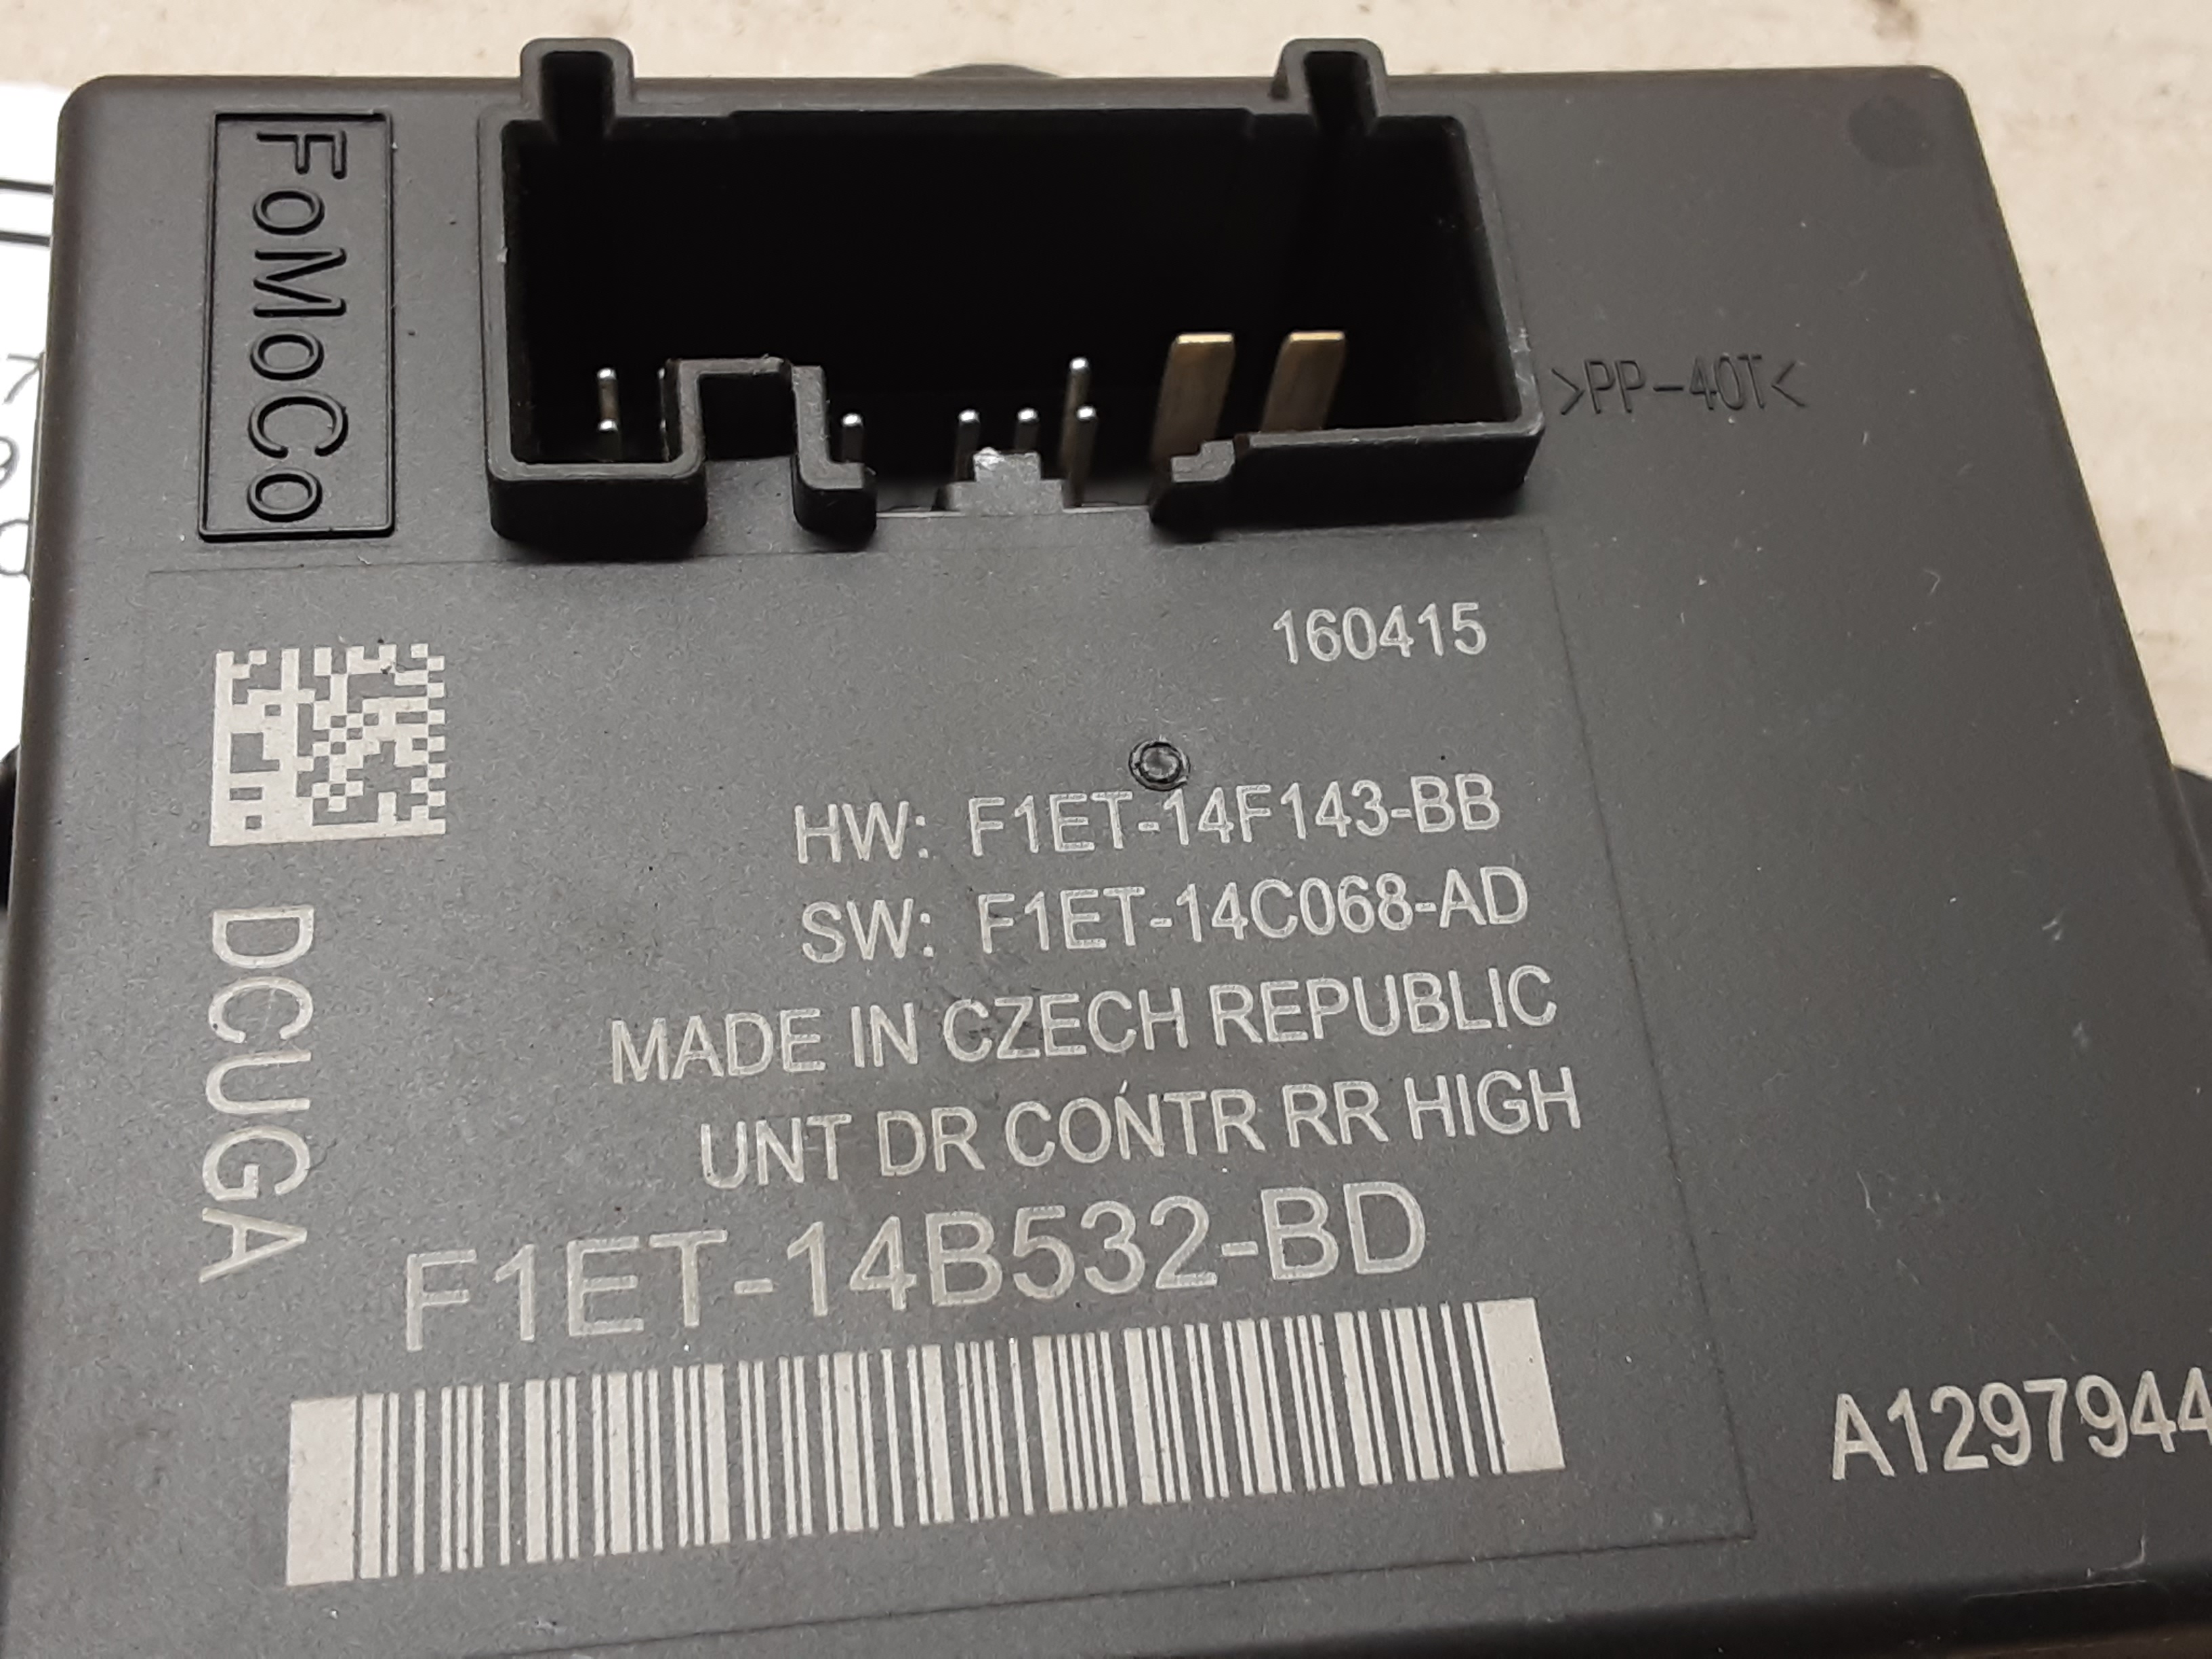 FoMoCo
>PP-40T<
160415
HW: F1ET-14F143-BB
SW: F1ET-14C068-AD
MADE IN CZECH REPUBLIC
UNT DR CONTR RR HIGH
DCUGA
F1ET-14B532-BD
A1297944